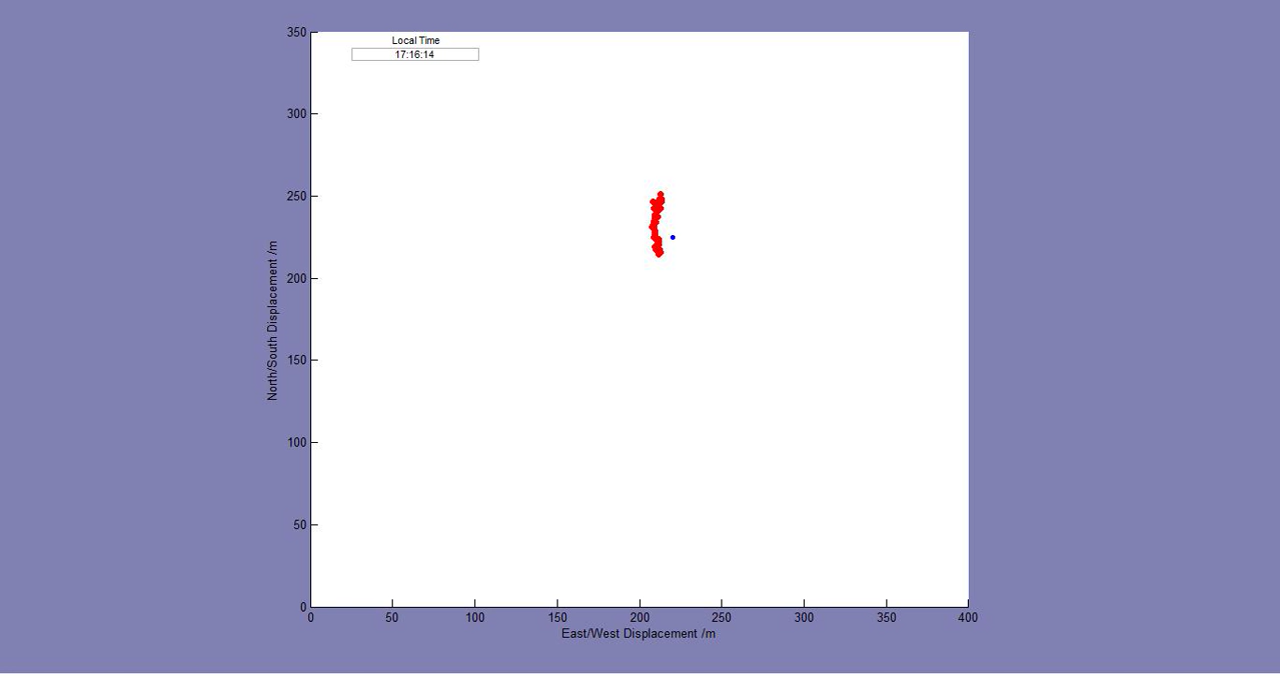 350
Local Time
17:16:14
300
250
200
150
100
50
0
North/South Displacement /m
0 50 100 150 200 250 300 350 400
East/West Displacement /m